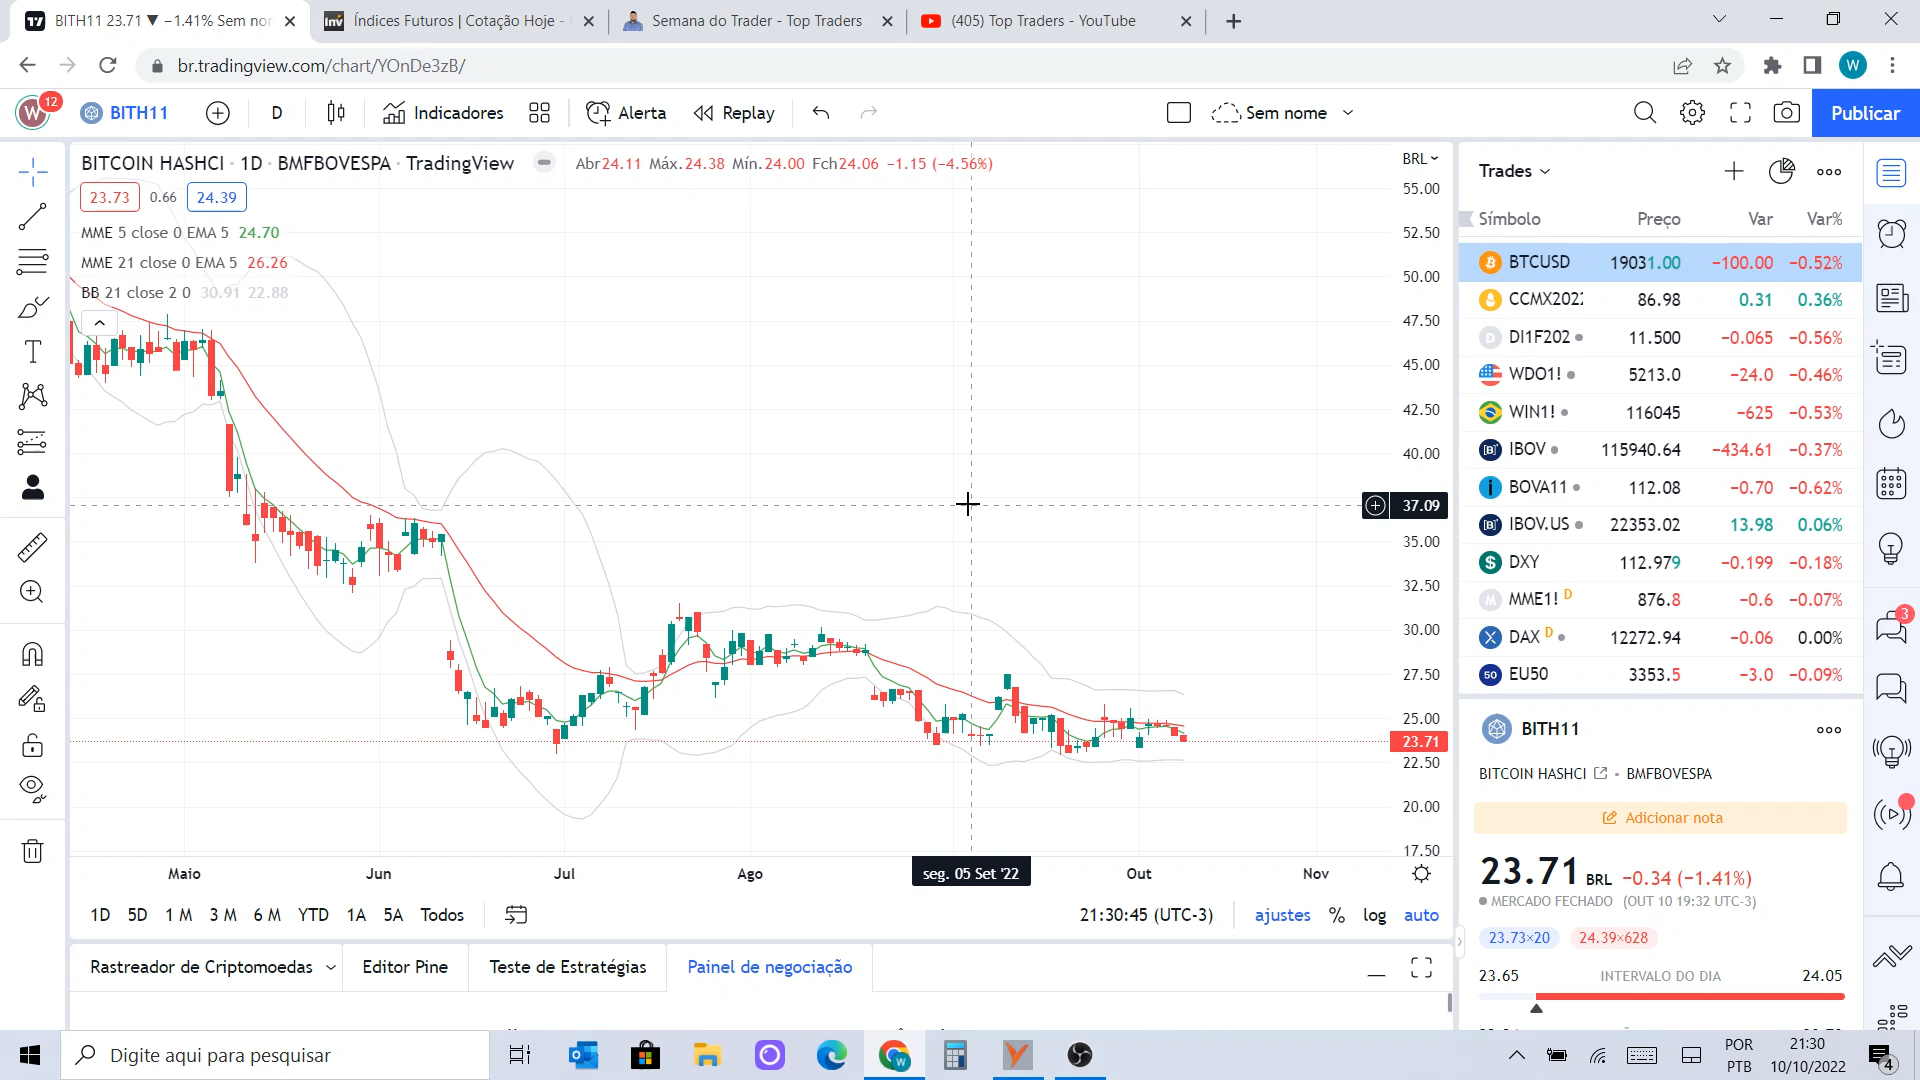 BITH11 23.71 ▼ −1.41% Sem nor
Índices Futuros | Cotação Hoje -
Semana do Trader - Top Traders
(405) Top Traders - YouTube
br.tradingview.com/chart/YOnDe3zB/
W
W 12
BITH11
D
Indicadores
Alerta
Replay
Sem nome
Publicar
BITCOIN HASHCI · 1D · BMFBOVESPA · TradingView
Abr24.11 Máx.24.38 Mín.24.00 Fch24.06 −1.15 (−4.56%)
23.73 0.66 24.39
MME 5 close 0 EMA 5 24.70
MME 21 close 0 EMA 5 26.26
BB 21 close 2 0 30.91 22.88
BRL
55.00
52.50
50.00
47.50
45.00
42.50
40.00
37.09
35.00
32.50
30.00
27.50
25.00
23.71
22.50
20.00
17.50
Maio Jun Jul Ago seg. 05 Set '22 Out Nov
1D 5D 1 M 3 M 6 M YTD 1A 5A Todos
21:30:45 (UTC-3) ajustes % log auto
Rastreador de Criptomoedas Editor Pine Teste de Estratégias Painel de negociação
Trades
Símbolo Preço Var Var%
BTCUSD 19031.00 −100.00 −0.52%
CCMX202 86.98 0.31 0.36%
DI1F202 11.500 −0.065 −0.56%
WDO1! 5213.0 −24.0 −0.46%
WIN1! 116045 −625 −0.53%
IBOV 115940.64 −434.61 −0.37%
BOVA11 112.08 −0.70 −0.62%
IBOV.US 22353.02 13.98 0.06%
DXY 112.979 −0.199 −0.18%
MME1! D 876.8 −0.6 −0.07%
DAX D 12272.94 −0.06 0.00%
50 EU50 3353.5 −3.0 −0.09%
3
BITH11
BITCOIN HASHCI · BMFBOVESPA
Adicionar nota
23.71 BRL −0.34 (−1.41%)
MERCADO FECHADO (OUT 10 19:32 UTC-3)
23.73×20 24.39×628
23.65 INTERVALO DO DIA 24.05
Digite aqui para pesquisar
POR
PTB
21:30
10/10/2022
4